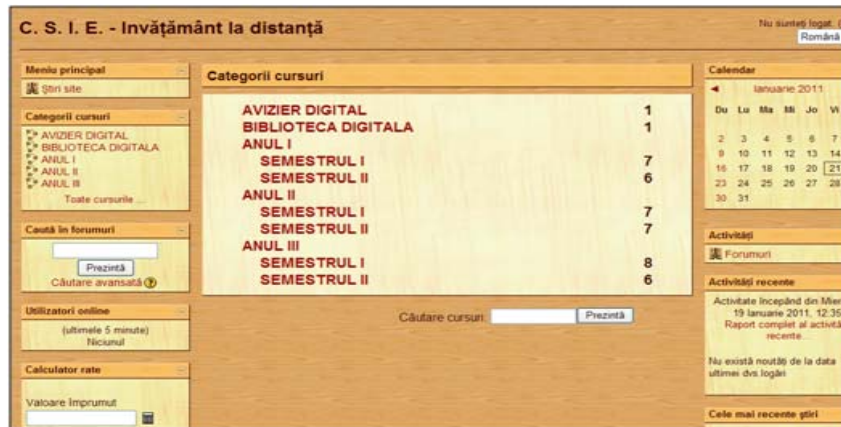 C. S. I. E. - Invățământ la distanță
Nu sunteți logat. (
Română
Meniu principal
Știri site
Categorii cursuri
AVIZIER DIGITAL
BIBLIOTECA DIGITALA
ANUL I
ANUL II
ANUL III
Toate cursurile ...
Caută în forumuri
Prezintă
Căutare avansată
Utilizatori online
(ultimele 5 minute)
Niciunul
Calculator rate
Valoare împrumut
Categorii cursuri
AVIZIER DIGITAL 1
BIBLIOTECA DIGITALA 1
ANUL I
SEMESTRUL I 7
SEMESTRUL II 6
ANUL II
SEMESTRUL I 7
SEMESTRUL II 7
ANUL III
SEMESTRUL I 8
SEMESTRUL II 6
Căutare cursuri: Prezintă
Calendar
◄ Ianuarie 2011
Du Lu Ma Mi Jo Vi
2 3 4 5 6 7
9 10 11 12 13 14
16 17 18 19 20 21
23 24 25 26 27 28
30 31
Activități
Forumuri
Activități recente
Activitate începând din Mier
19 Ianuarie 2011, 12:35
Raport complet al activită
recente...
Nu există noutăți de la data
ultimei dvs.logări
Cele mai recente știri